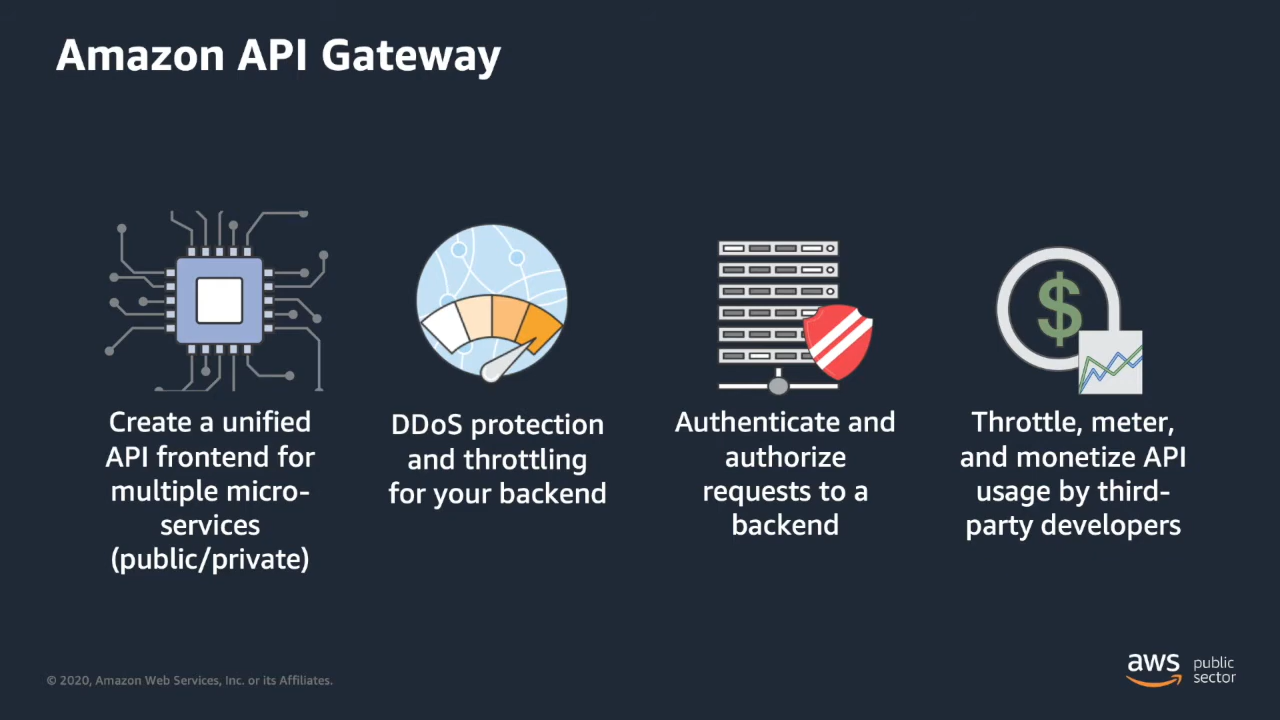 Amazon API Gateway
Create a unified
API frontend for
multiple micro-
services
(public/private)
DDoS protection
and throttling
for your backend
Authenticate and
authorize
requests to a
backend
$
Throttle, meter,
and monetize API
usage by third-
party developers
© 2020, Amazon Web Services, Inc. or its Affiliates.
aws
public
sector